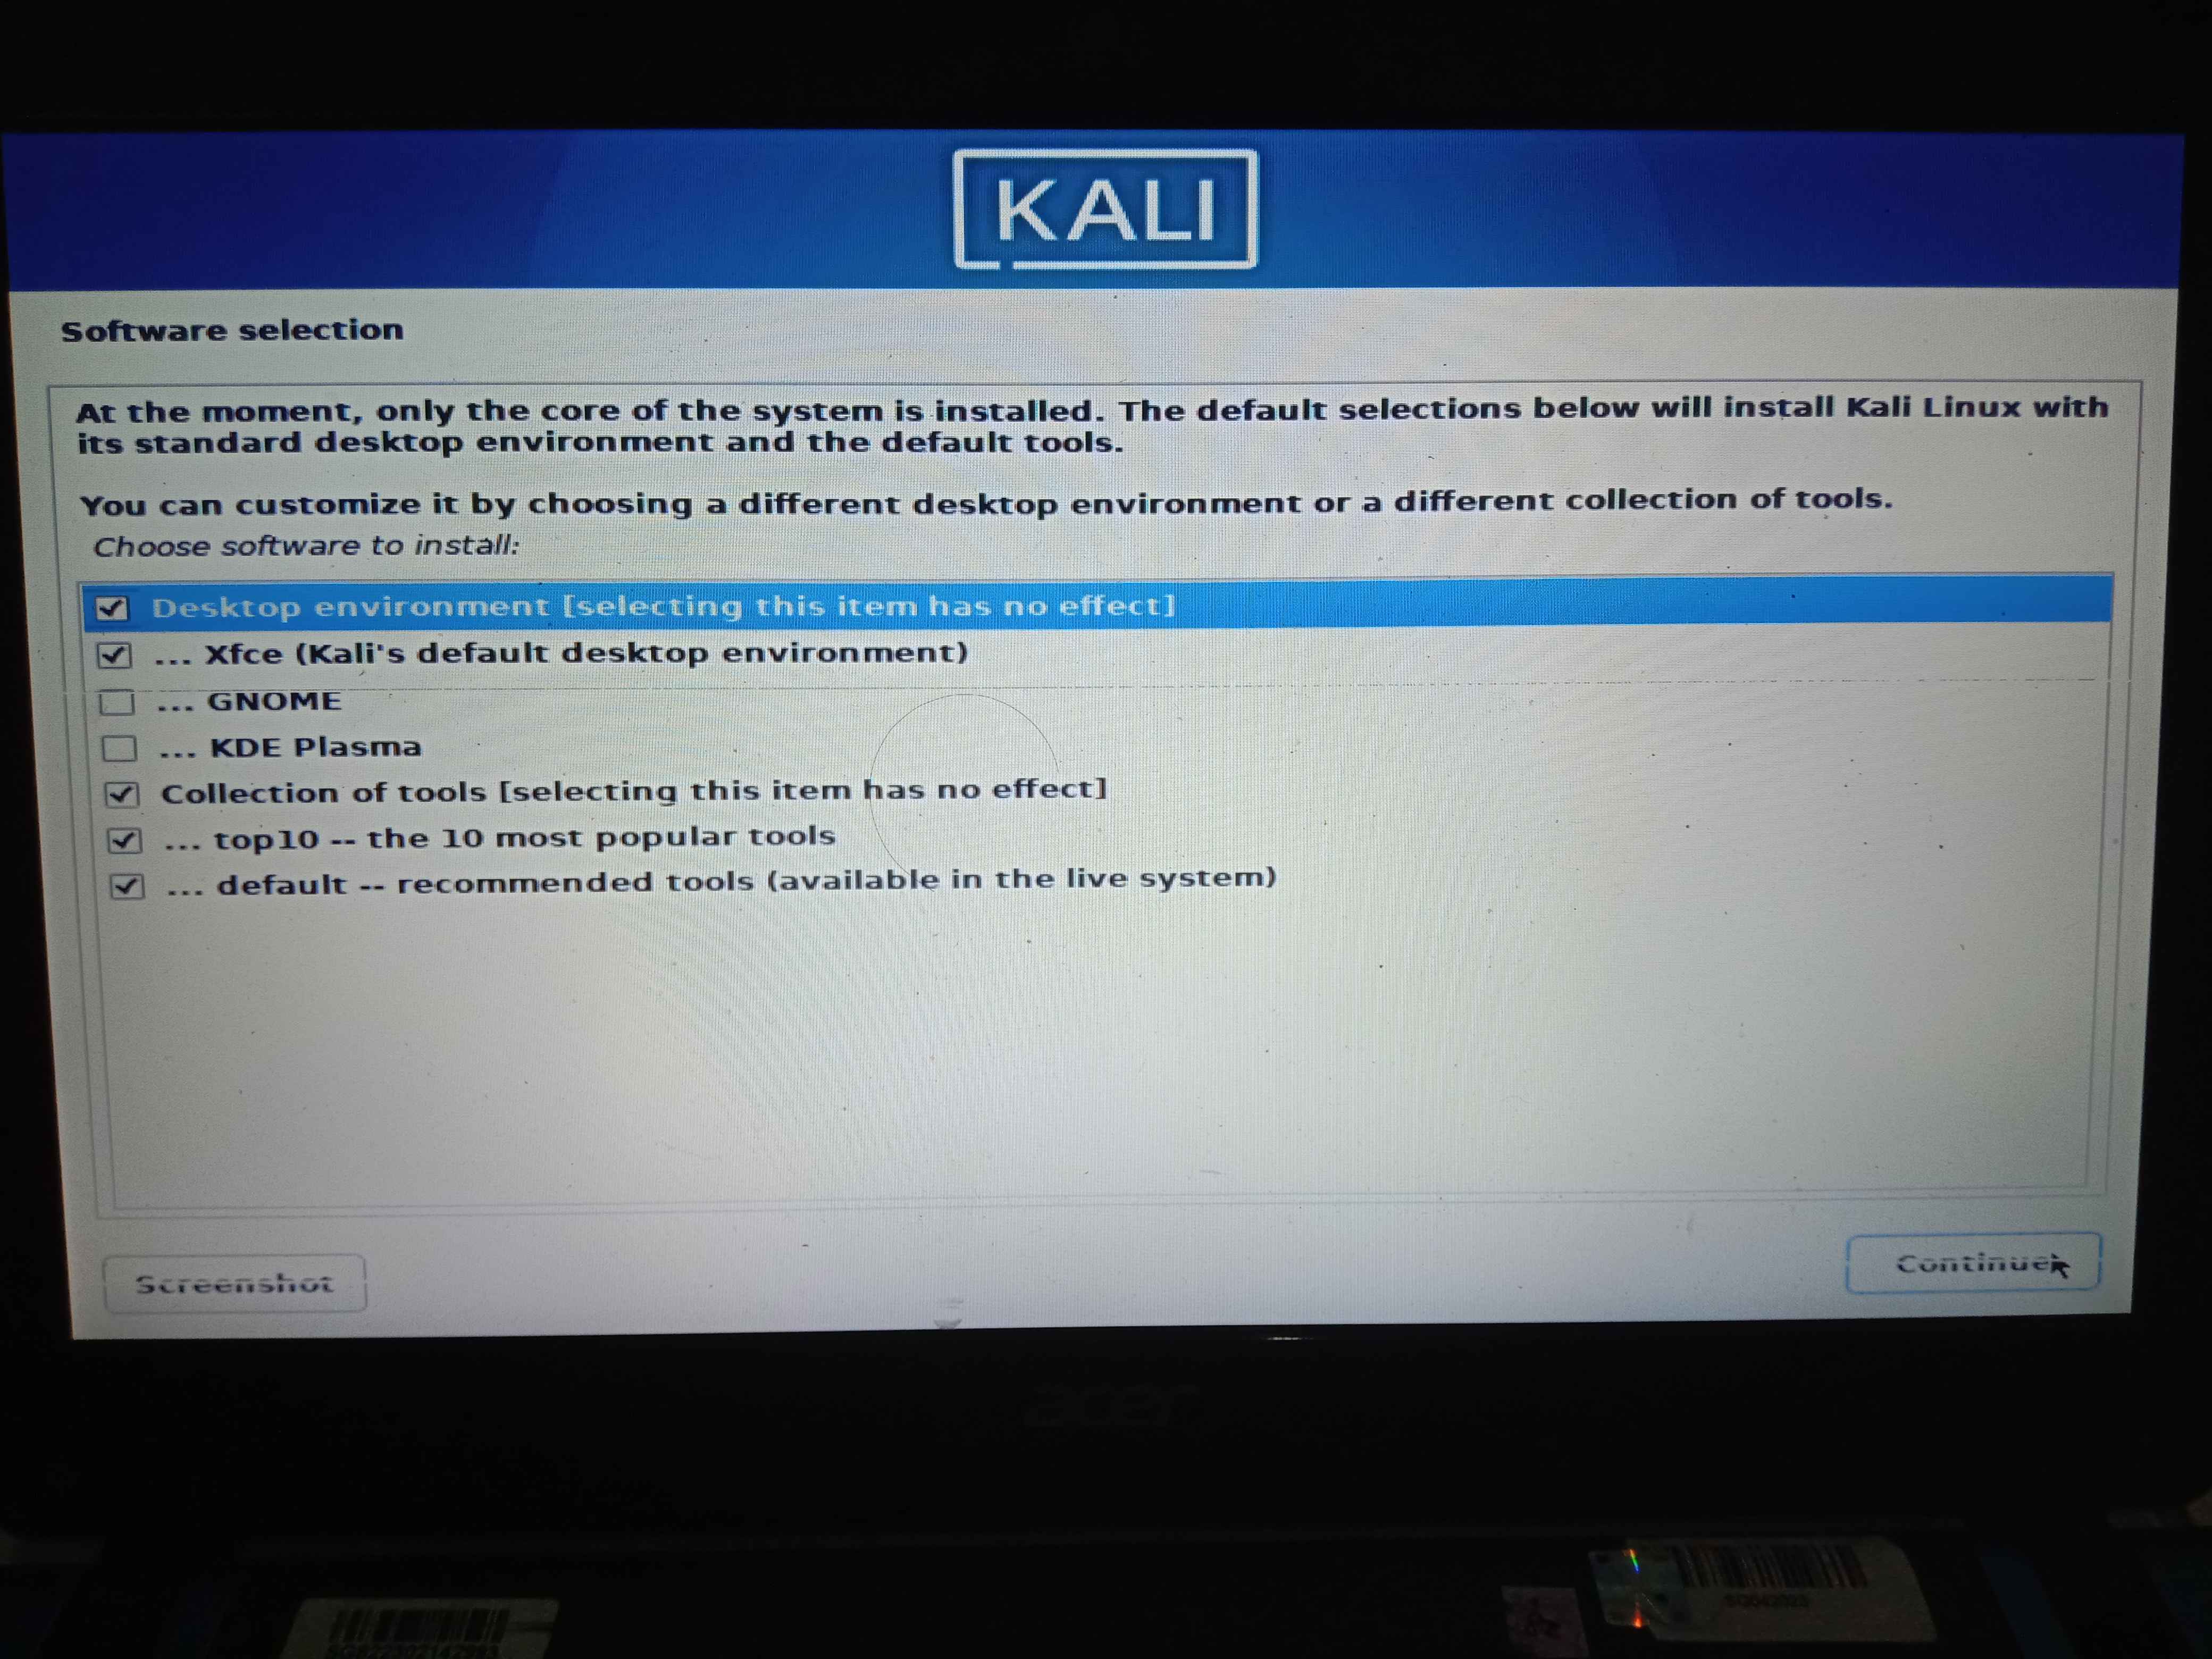 KALI
Software selection
At the moment, only the core of the system is installed. The default selections below will install Kali Linux with
its standard desktop environment and the default tools.
You can customize it by choosing a different desktop environment or a different collection of tools.
Choose software to install:
Desktop environment [selecting this item has no effect]
... Xfce (Kali's default desktop environment)
... GNOME
... KDE Plasma
Collection of tools [selecting this item has no effect]
... top10 -- the 10 most popular tools
... default -- recommended tools (available in the live system)
Screenshot
Continue
acer